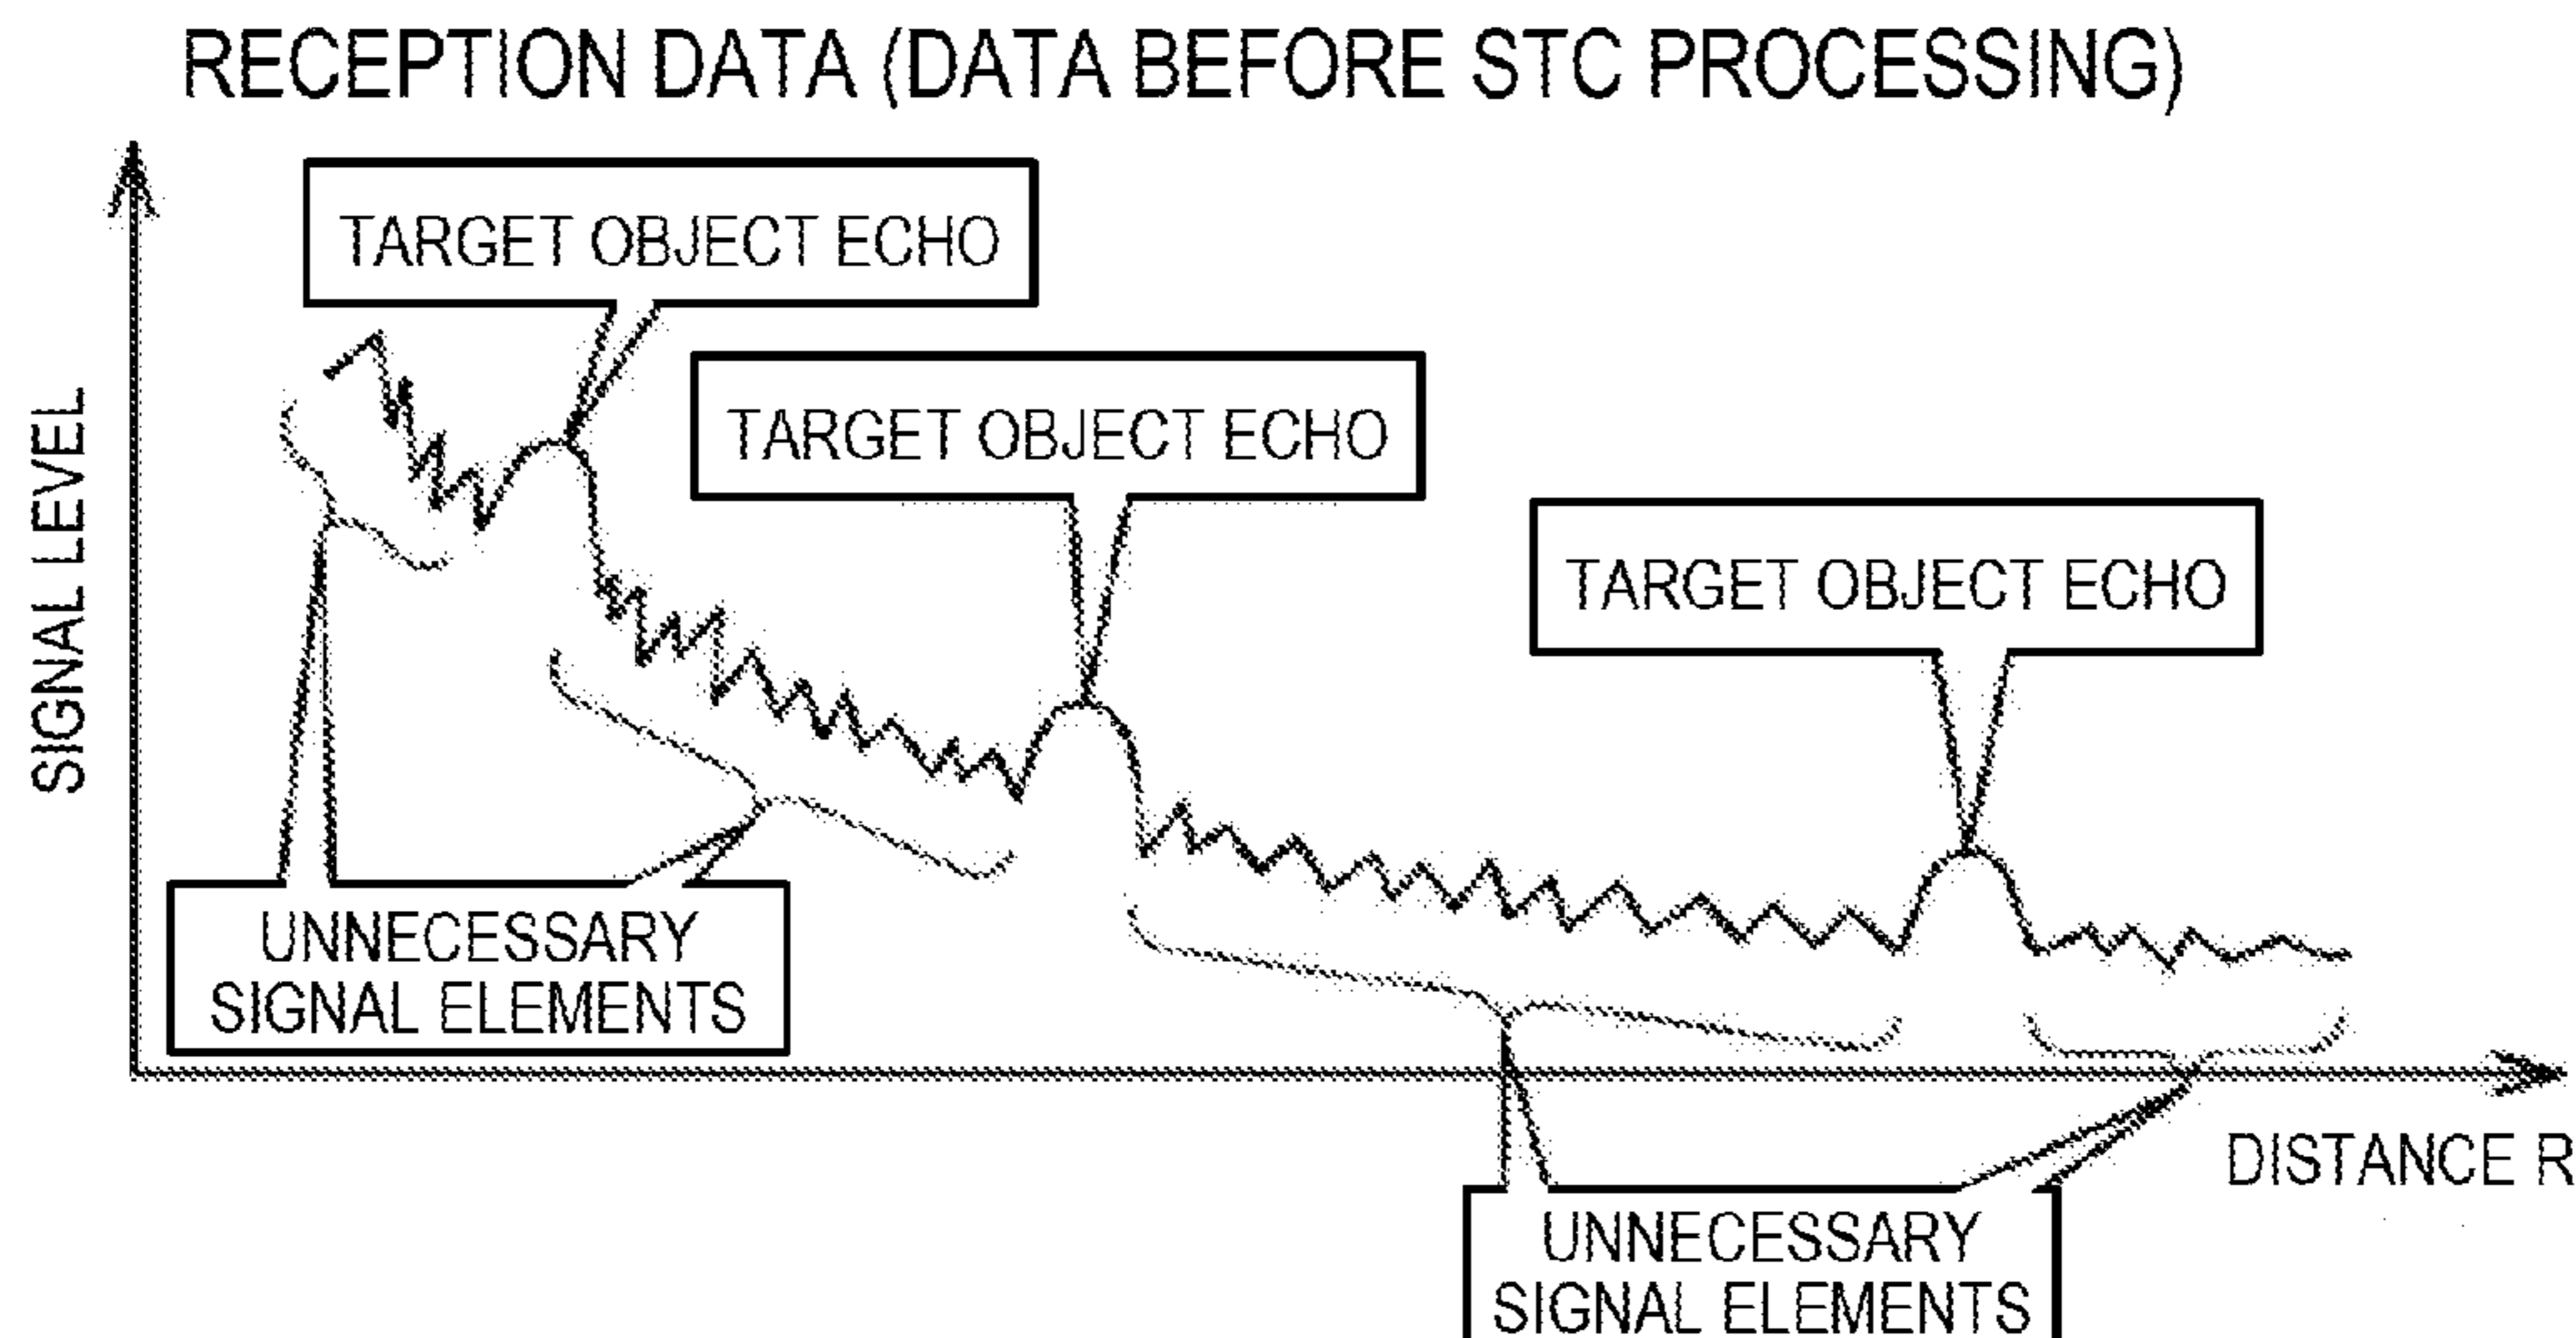 RECEPTION DATA (DATA BEFORE STC PROCESSING)
TARGET OBJECT ECHO
TARGET OBJECT ECHO
TARGET OBJECT ECHO
SIGNAL LEVEL
UNNECESSARY
SIGNAL ELEMENTS
DISTANCE R
UNNECESSARY
SIGNAL ELEMENTS